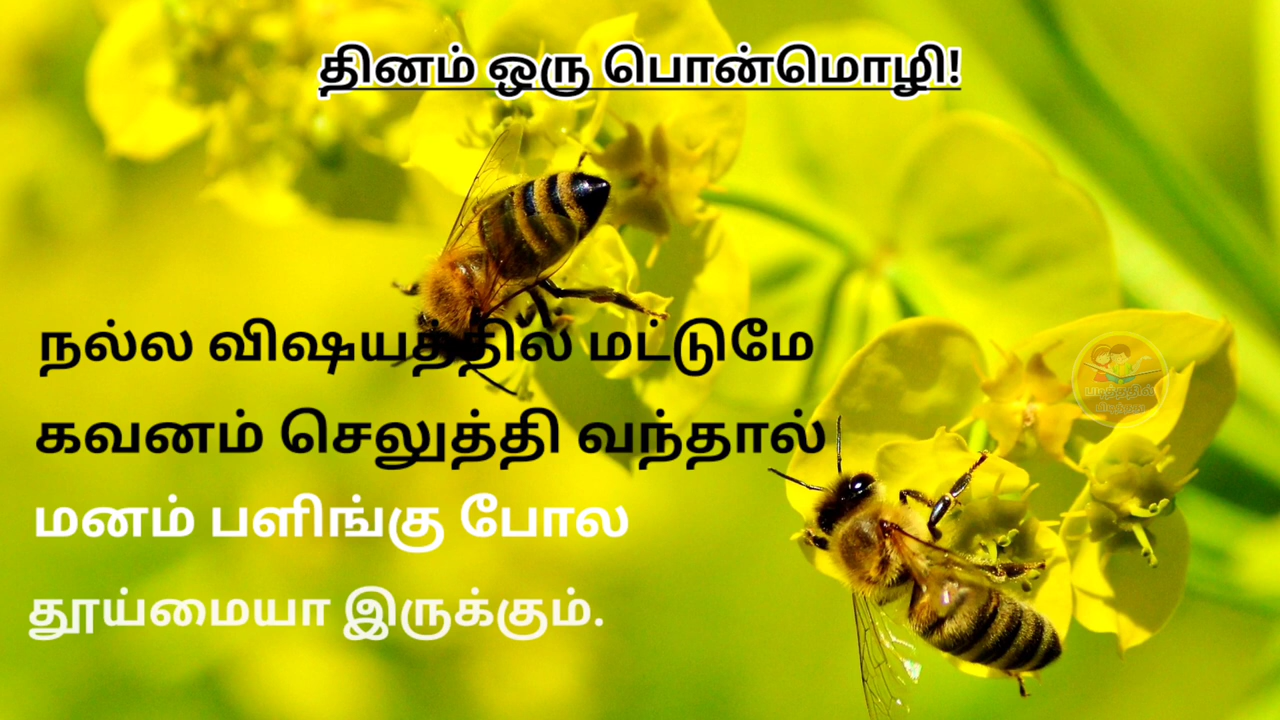 தினம் ஒரு பொன்மொழி!
நல்ல விஷயத்தில் மட்டுமே
கவனம் செலுத்தி வந்தால்
மனம் பளிங்கு போல
தூய்மையா இருக்கும்.